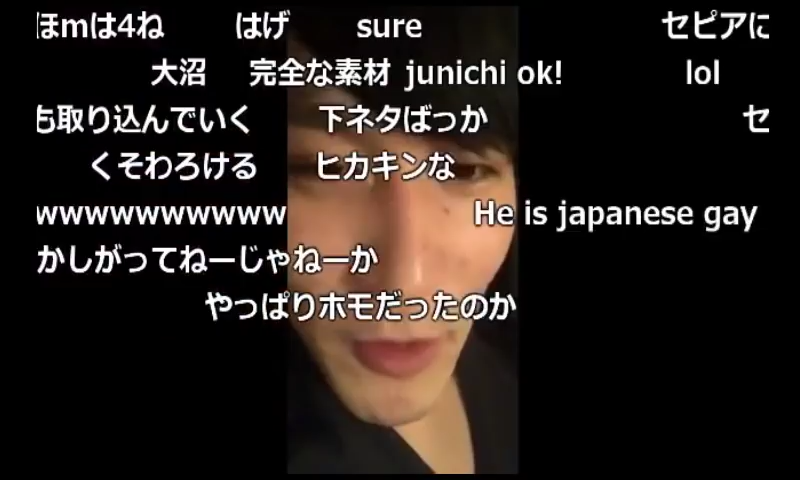 ほmは4ね はげ sure セピアに
大沼 完全な素材 junichi ok! lol
も取り込んでいく 下ネタばっか セ
くそわろける ヒカキンな
wwwwwwwwwww He is japanese gay
かしがってねーじゃねーか
やっぱりホモだったのか